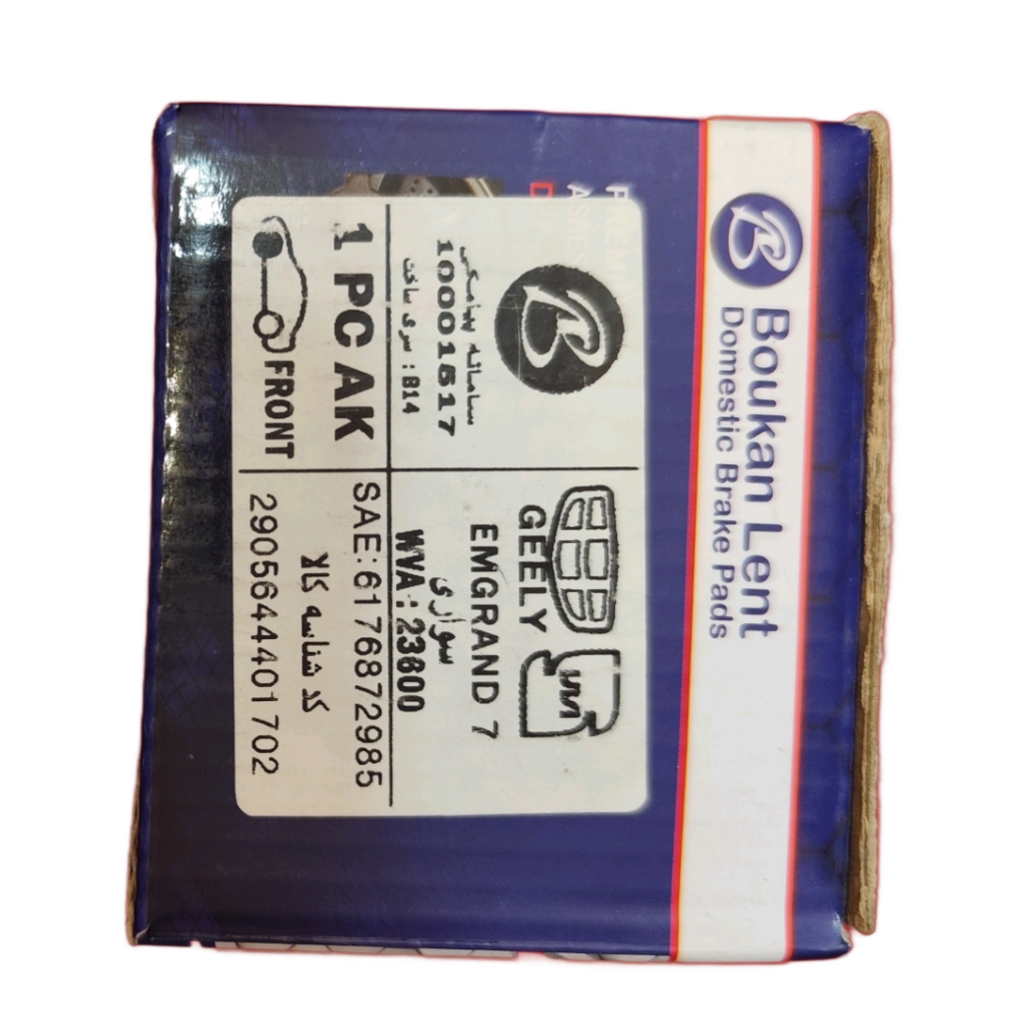 Boukan Lent
Domestic Brake Pads
B
سامانه پیامکی
10001517
سری ساخت : B14
GEELY
EMGRAND 7
سواری
WVA : 23600
1 PC AK
FRONT
SAE:6176872985
کد شناسه کالا
2905644401702